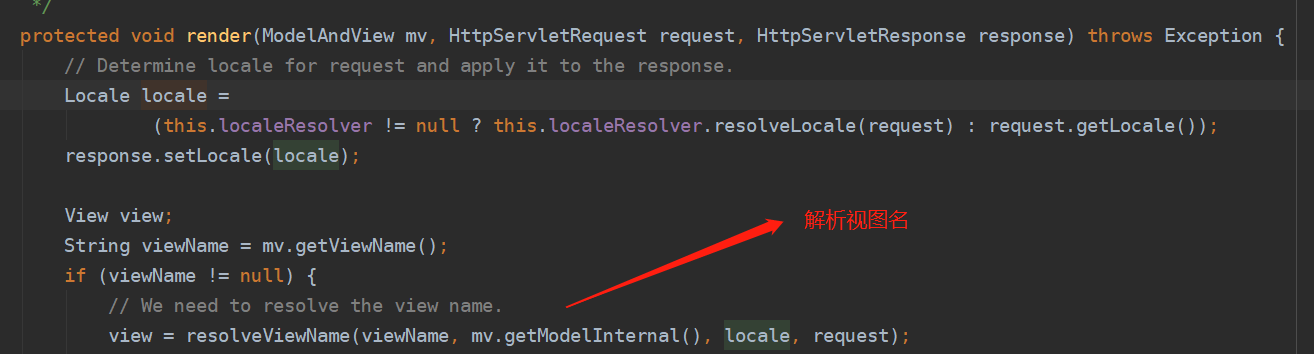 */
protected void render(ModelAndView mv, HttpServletRequest request, HttpServletResponse response) throws Exception {
// Determine locale for request and apply it to the response.
Locale locale =
(this.localeResolver != null ? this.localeResolver.resolveLocale(request) : request.getLocale());
response.setLocale(locale);
View view;
解析视图名
String viewName = mv.getViewName();
if (viewName != null) {
// We need to resolve the view name.
view = resolveViewName(viewName, mv.getModelInternal(), locale, request);